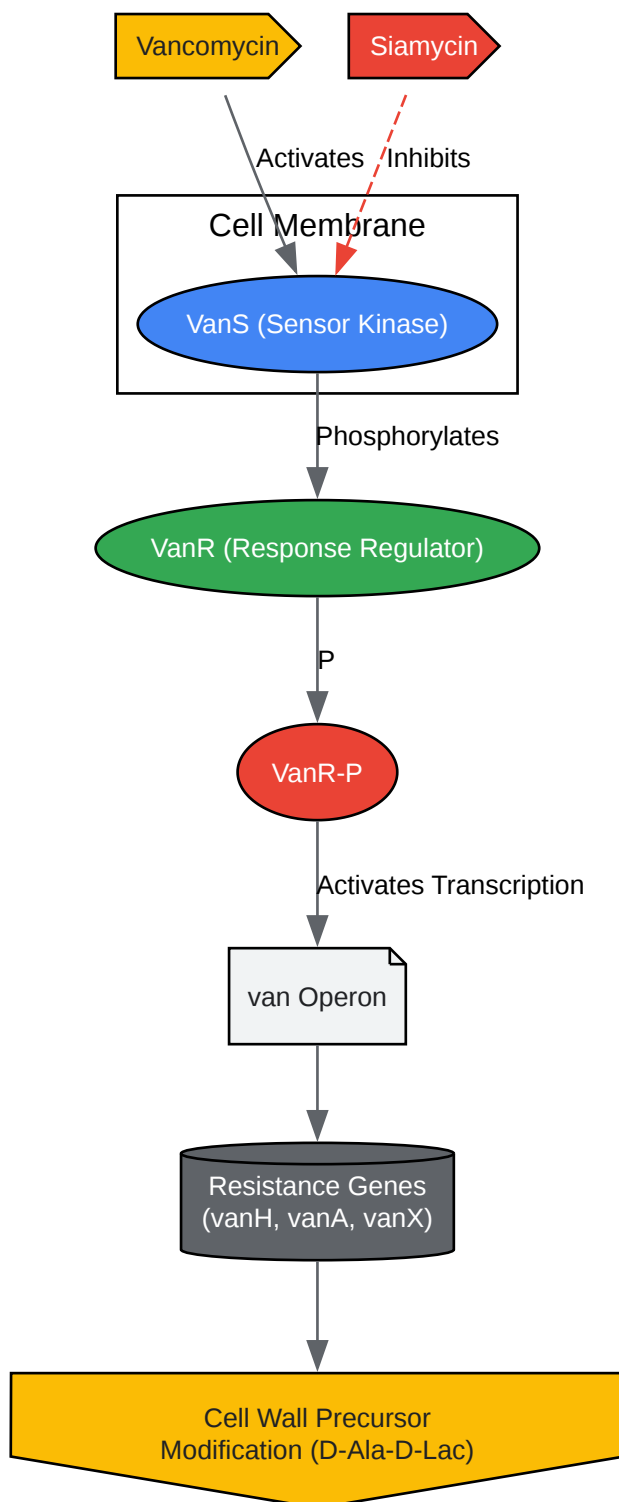 Vancomycin
Siamycin
Activates
Inhibits
Cell Membrane
VanS (Sensor Kinase)
Phosphorylates
VanR (Response Regulator)
P
VanR-P
Activates Transcription
van Operon
Resistance Genes
(vanH, vanA, vanX)
Cell Wall Precursor
Modification (D-Ala-D-Lac)